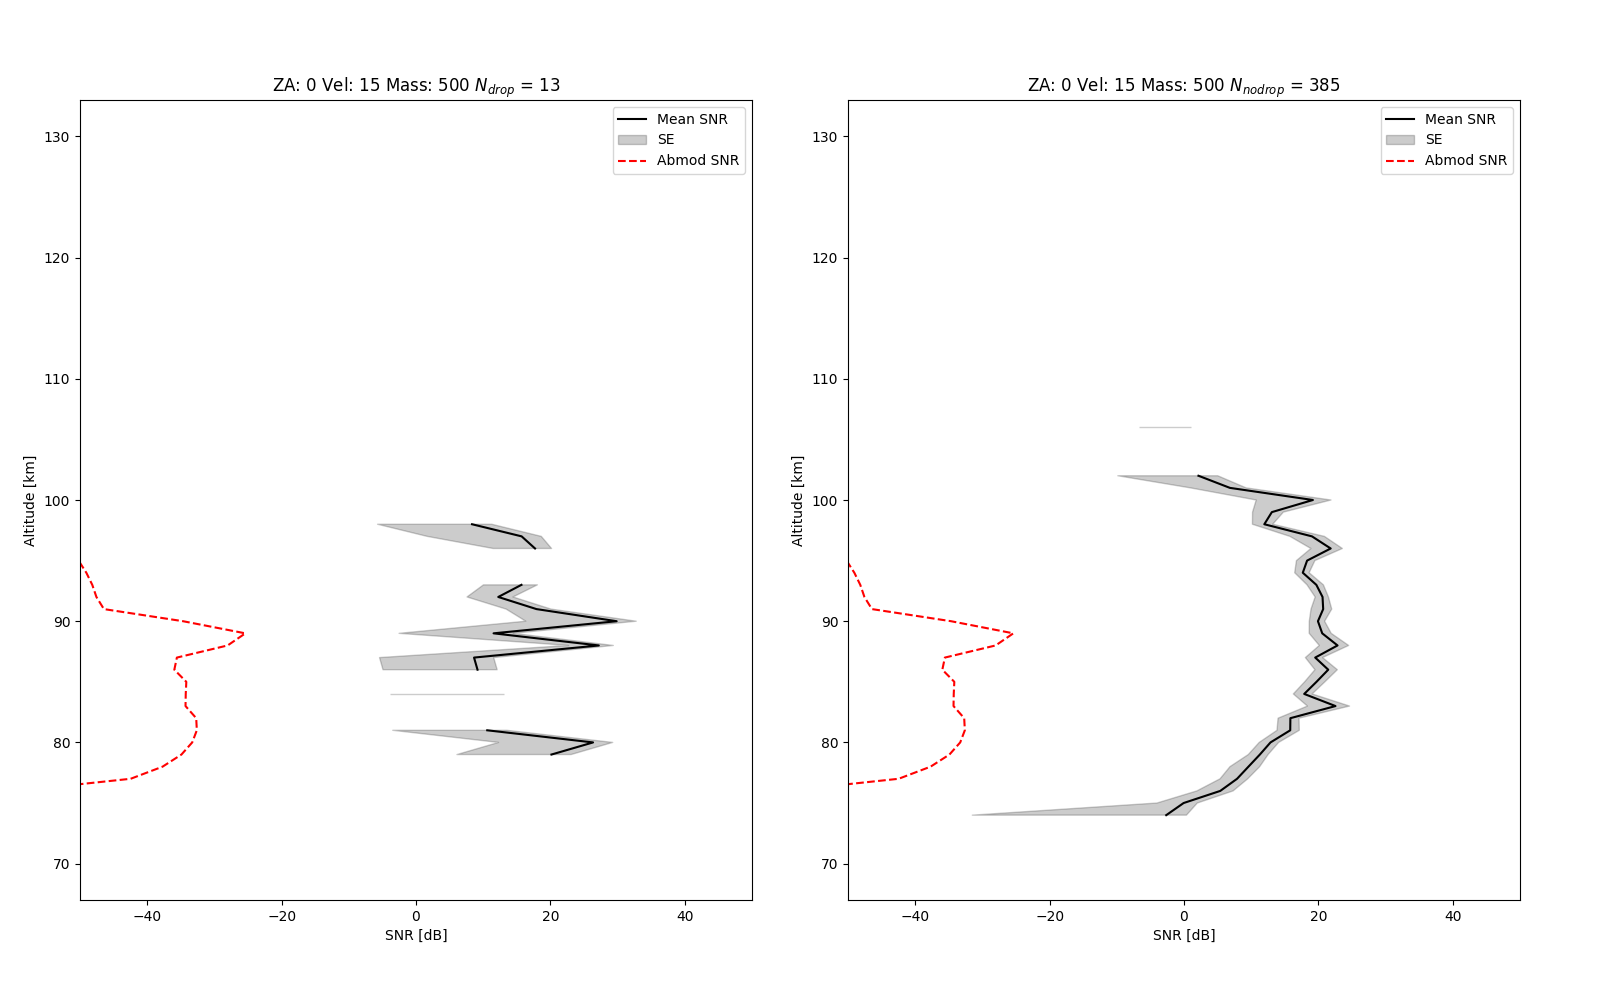 ZA: 0 Vel: 15 Mass: 500 N_drop = 13
Mean SNR
SE
Abmod SNR
130
120
110
100
90
80
70
Altitude [km]
−40 −20 0 20 40
SNR [dB]
ZA: 0 Vel: 15 Mass: 500 N_nodrop = 385
Mean SNR
SE
Abmod SNR
130
120
110
100
90
80
70
Altitude [km]
−40 −20 0 20 40
SNR [dB]